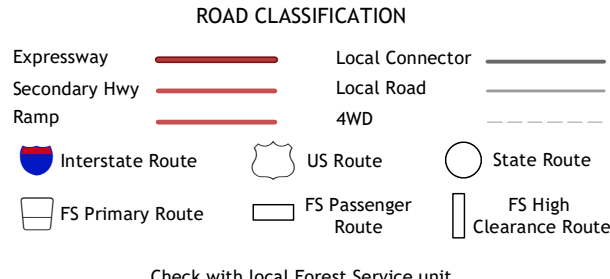 ROAD CLASSIFICATION
Expressway
Local Connector
Secondary Hwy
Local Road
Ramp
4WD
Interstate Route
US Route
State Route
FS Primary Route
FS Passenger
Route
FS High
Clearance Route
Check with local Forest Service unit